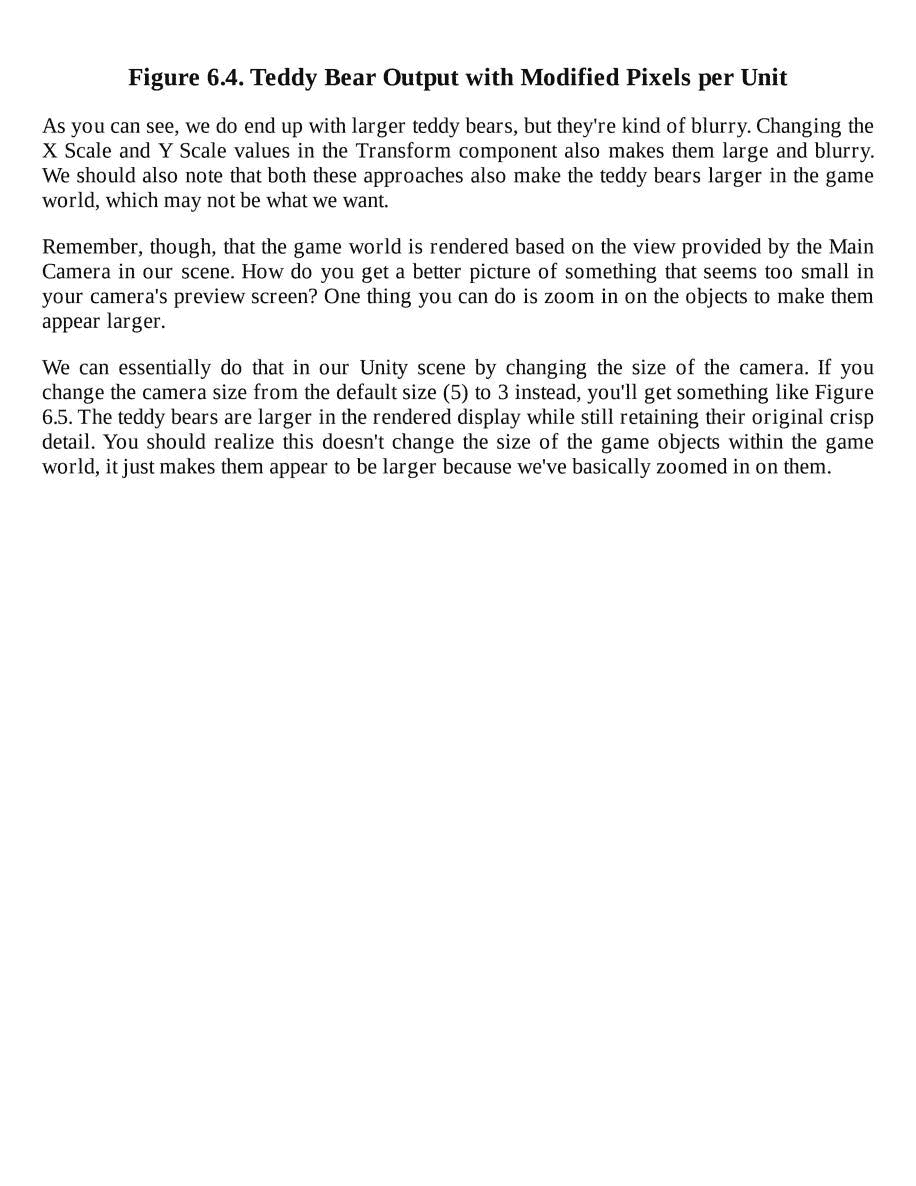 Figure 6.4. Teddy Bear Output with Modified Pixels per Unit
As you can see, we do end up with larger teddy bears, but they're kind of blurry. Changing the
X Scale and Y Scale values in the Transform component also makes them large and blurry.
We should also note that both these approaches also make the teddy bears larger in the game
world, which may not be what we want.
Remember, though, that the game world is rendered based on the view provided by the Main
Camera in our scene. How do you get a better picture of something that seems too small in
your camera's preview screen? One thing you can do is zoom in on the objects to make them
appear larger.
We can essentially do that in our Unity scene by changing the size of the camera. If you
change the camera size from the default size (5) to 3 instead, you'll get something like Figure
6.5. The teddy bears are larger in the rendered display while still retaining their original crisp
detail. You should realize this doesn't change the size of the game objects within the game
world, it just makes them appear to be larger because we've basically zoomed in on them.